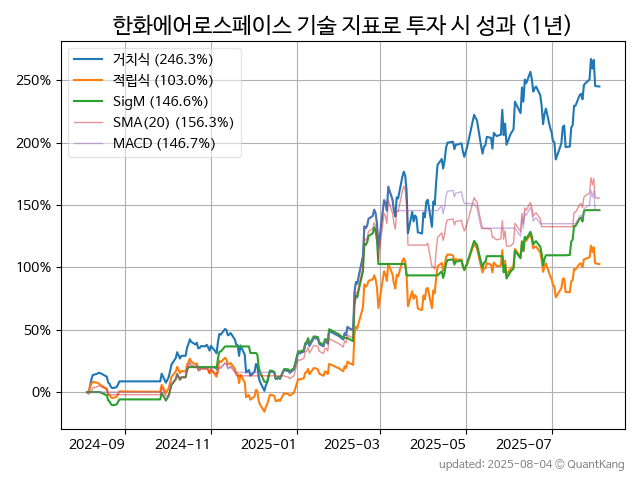 한화에어로스페이스 기술 지표로 투자 시 성과 (1년)
거치식 (246.3%)
적립식 (103.0%)
SigM (146.6%)
SMA(20) (156.3%)
MACD (146.7%)
250%
200%
150%
100%
50%
0%
2024-09 2024-11 2025-01 2025-03 2025-05 2025-07
updated: 2025-08-04 © QuantKang